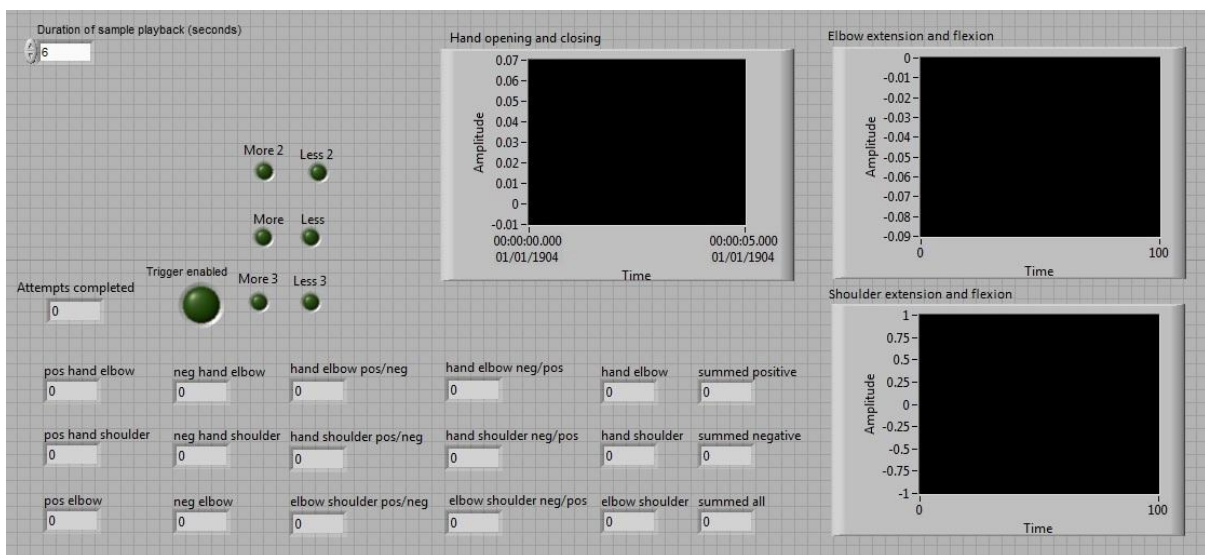 Duration of sample playback (seconds)
6
Hand opening and closing
0.07
0.06
0.05
0.04
0.03
0.02
0.01
0
-0.01
Amplitude
00:00:00.000 00:00:05.000
01/01/1904 01/01/1904
Time
Elbow extension and flexion
0
-0.01
-0.02
-0.03
-0.04
-0.05
-0.06
-0.07
-0.08
-0.09
Amplitude
0 100
Time
More 2 Less 2
More Less
Trigger enabled More 3 Less 3
Attempts completed
0
Shoulder extension and flexion
1
0.75
0.5
0.25
0
-0.25
-0.5
-0.75
-1
Amplitude
0 100
Time
pos hand elbow neg hand elbow hand elbow pos/neg hand elbow neg/pos hand elbow summed positive
0 0 0 0 0 0
pos hand shoulder neg hand shoulder hand shoulder pos/neg hand shoulder neg/pos hand shoulder summed negative
0 0 0 0 0 0
pos elbow neg elbow elbow shoulder pos/neg elbow shoulder neg/pos elbow shoulder summed all
0 0 0 0 0 0